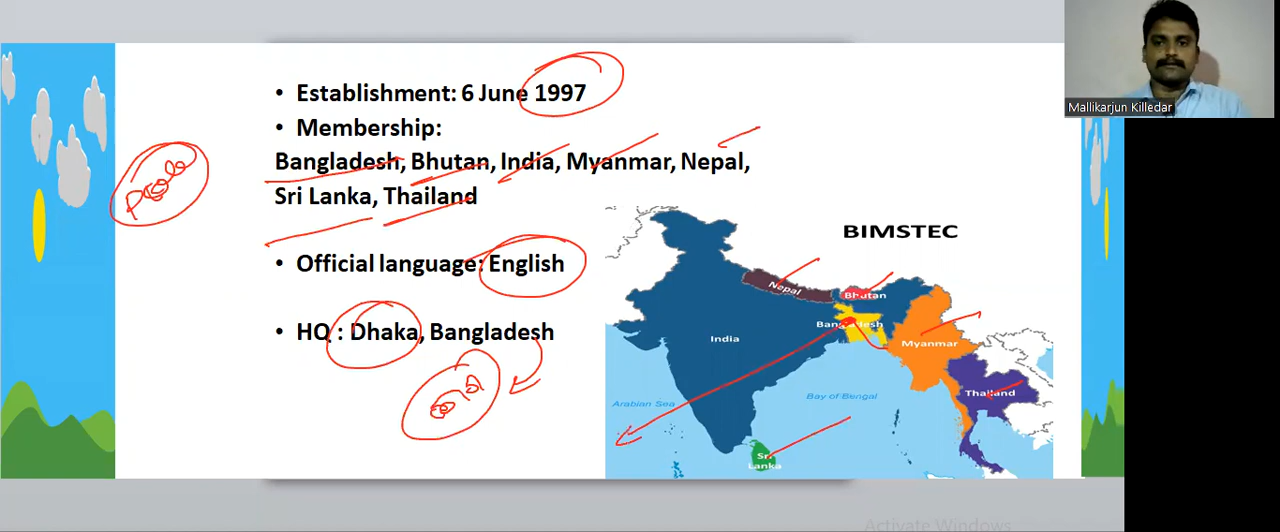 • Establishment: 6 June 1997
• Membership:
Bangladesh, Bhutan, India, Myanmar, Nepal,
Sri Lanka, Thailand
• Official language: English
• HQ : Dhaka, Bangladesh
BIMSTEC
Nepal
Bhutan
Bangladesh
India
Myanmar
Thailand
Arabian Sea
Bay of Bengal
Sri
Lanka
Mallikarjun Killedar
Activate Windows